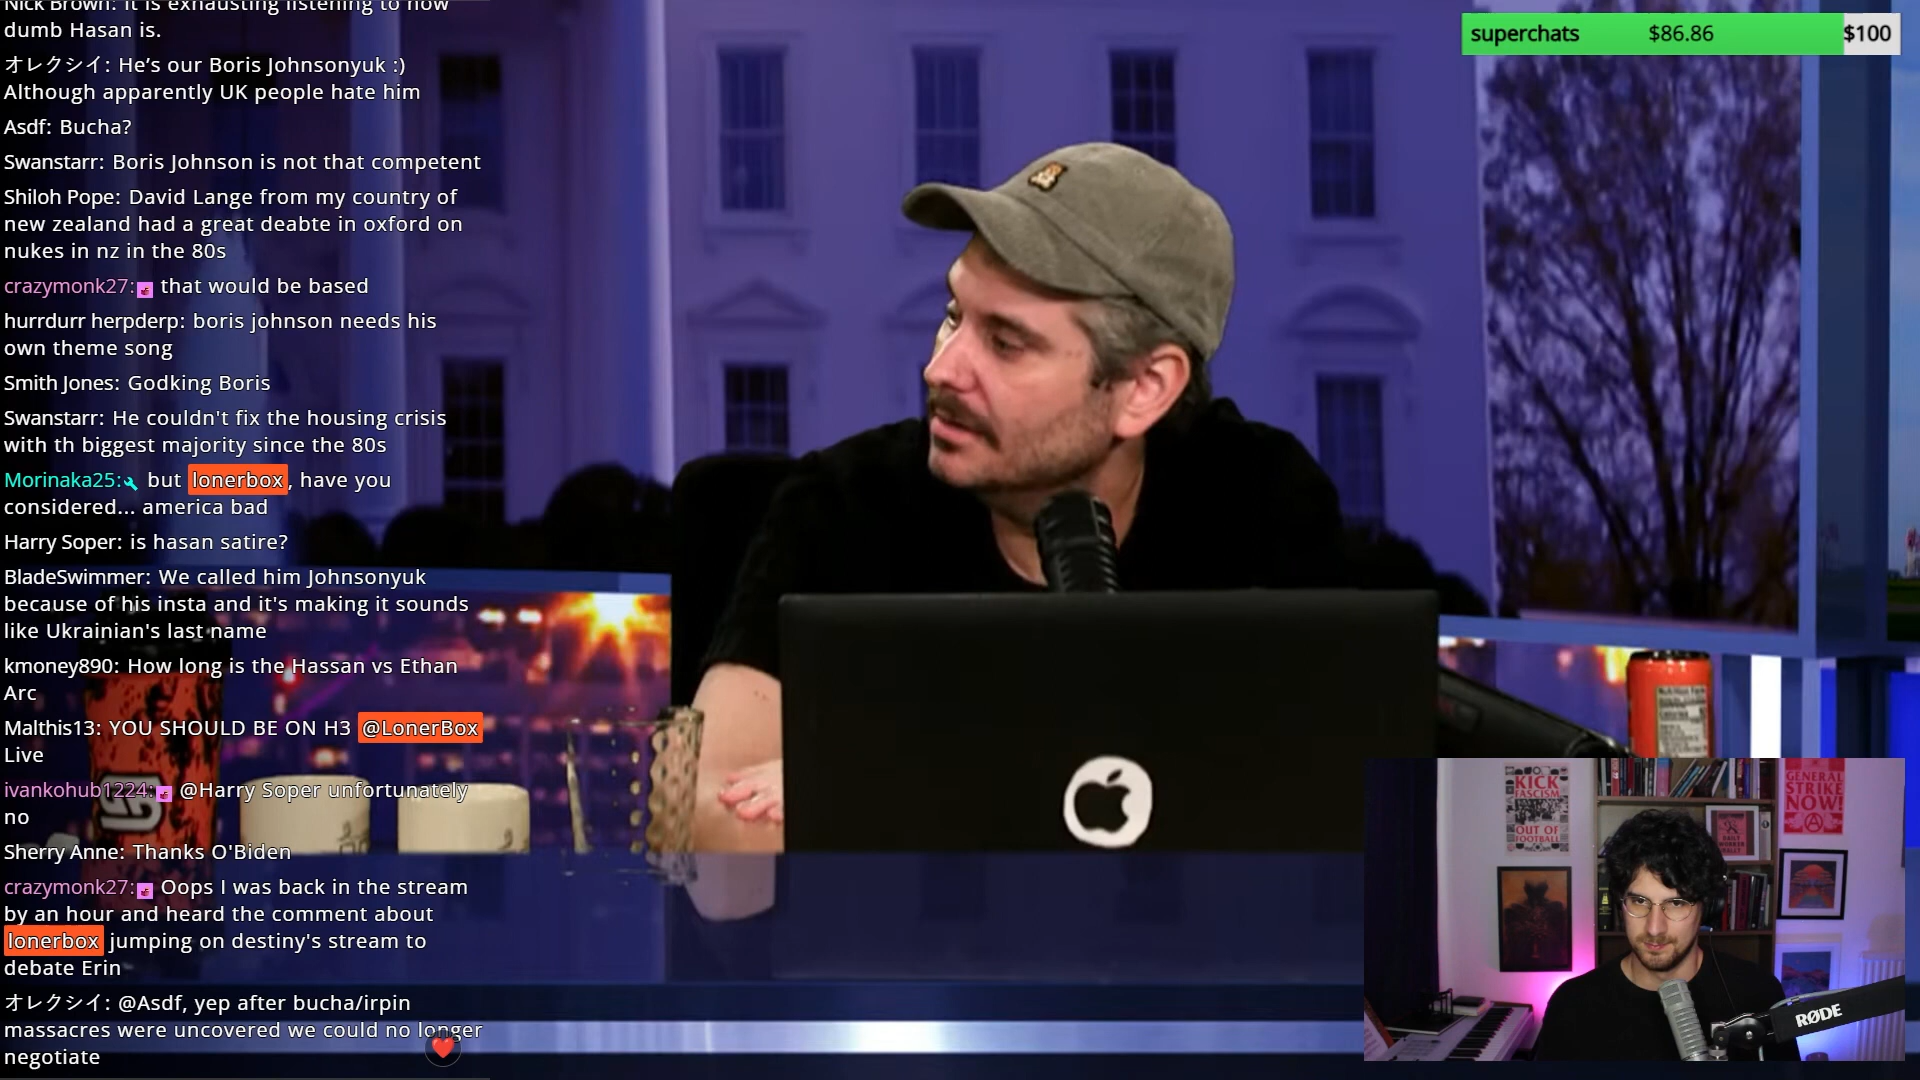 Nick Brown: It is exhausting listening to how
dumb Hasan is.
オレクシイ: He’s our Boris Johnsonyuk :)
Although apparently UK people hate him
Asdf: Bucha?
Swanstarr: Boris Johnson is not that competent
Shiloh Pope: David Lange from my country of
new zealand had a great deabte in oxford on
nukes in nz in the 80s
crazymonk27: that would be based
hurrdurr herpderp: boris johnson needs his
own theme song
Smith Jones: Godking Boris
Swanstarr: He couldn't fix the housing crisis
with th biggest majority since the 80s
Morinaka25: but lonerbox, have you
considered... america bad
Harry Soper: is hasan satire?
BladeSwimmer: We called him Johnsonyuk
because of his insta and it's making it sounds
like Ukrainian's last name
kmoney890: How long is the Hassan vs Ethan
Arc
Malthis13: YOU SHOULD BE ON H3 @LonerBox
Live
ivankohub1224: @Harry Soper unfortunately
no
Sherry Anne: Thanks O'Biden
crazymonk27: Oops I was back in the stream
by an hour and heard the comment about
lonerbox jumping on destiny's stream to
debate Erin
オレクシイ: @Asdf, yep after bucha/irpin
massacres were uncovered we could no longer
negotiate
superchats $86.86 $100
KICK
FASCISM
OUT OF
FOOTBALL
GENERAL
STRIKE
NOW!
RØDE